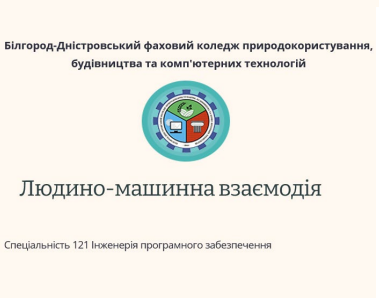 Білгород-Дністровський фаховий коледж природокористування,
будівництва та комп'ютерних технологій
Людино-машинна взаємодія
Спеціальність 121 Інженерія програмного забезпечення